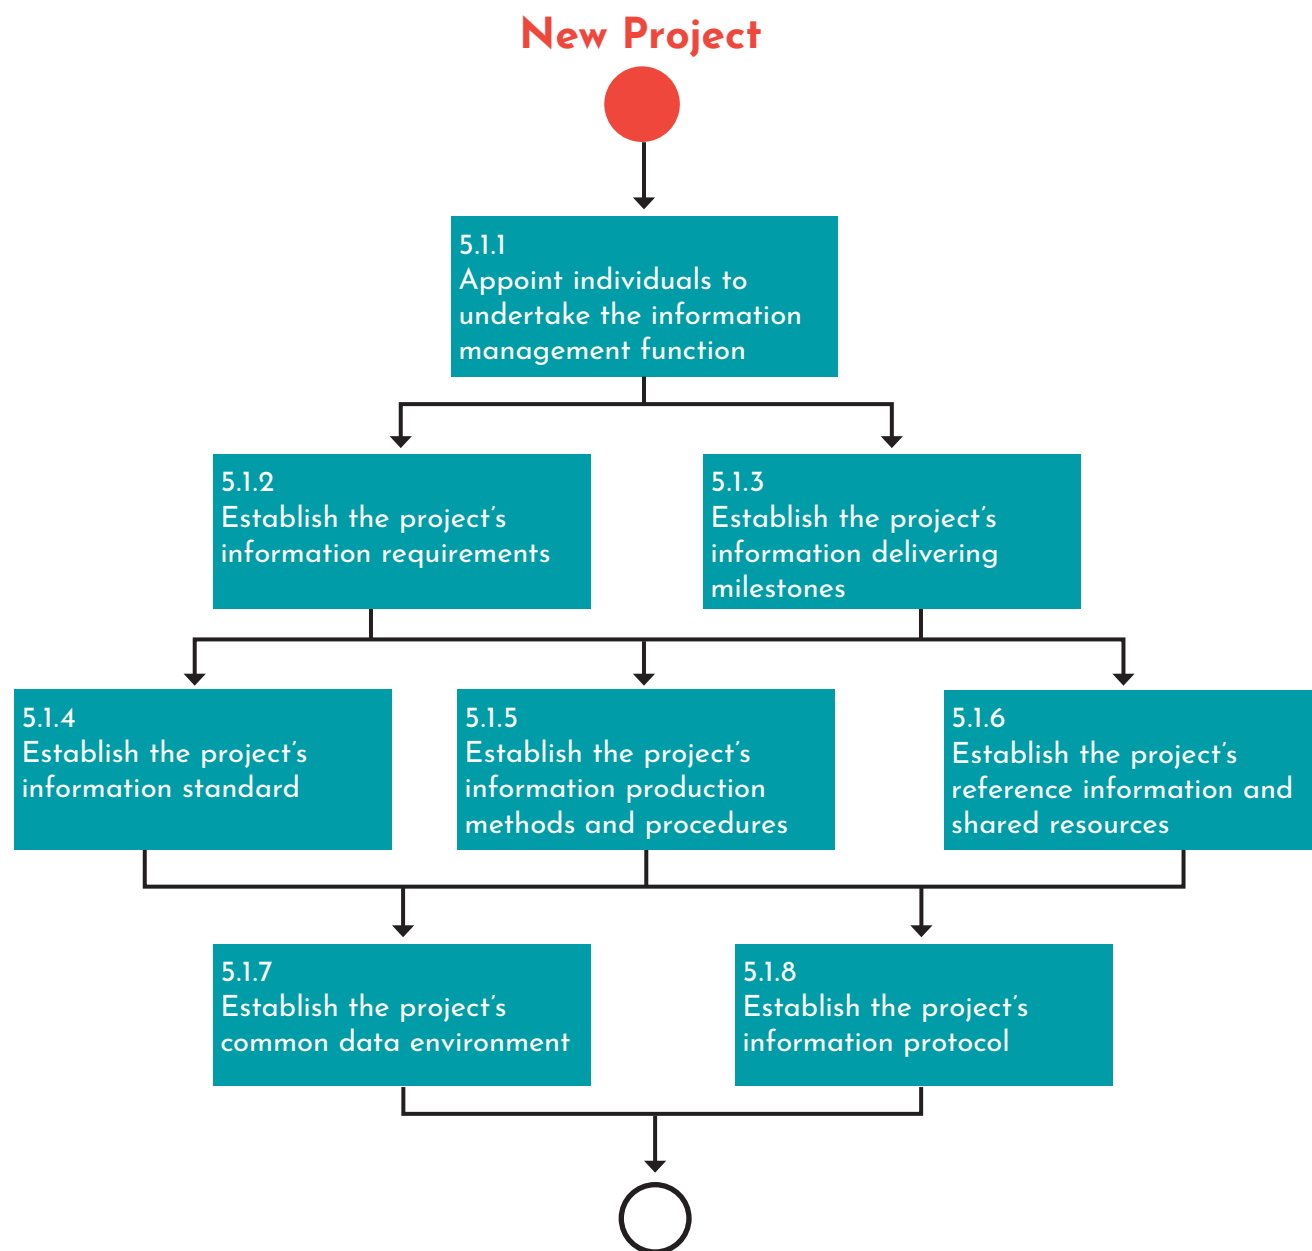 New Project
5.1.1
Appoint individuals to
undertake the information
management function
5.1.2
Establish the project’s
information requirements
5.1.3
Establish the project’s
information delivering
milestones
5.1.4
Establish the project’s
information standard
5.1.5
Establish the project’s
information production
methods and procedures
5.1.6
Establish the project’s
reference information and
shared resources
5.1.7
Establish the project’s
common data environment
5.1.8
Establish the project’s
information protocol